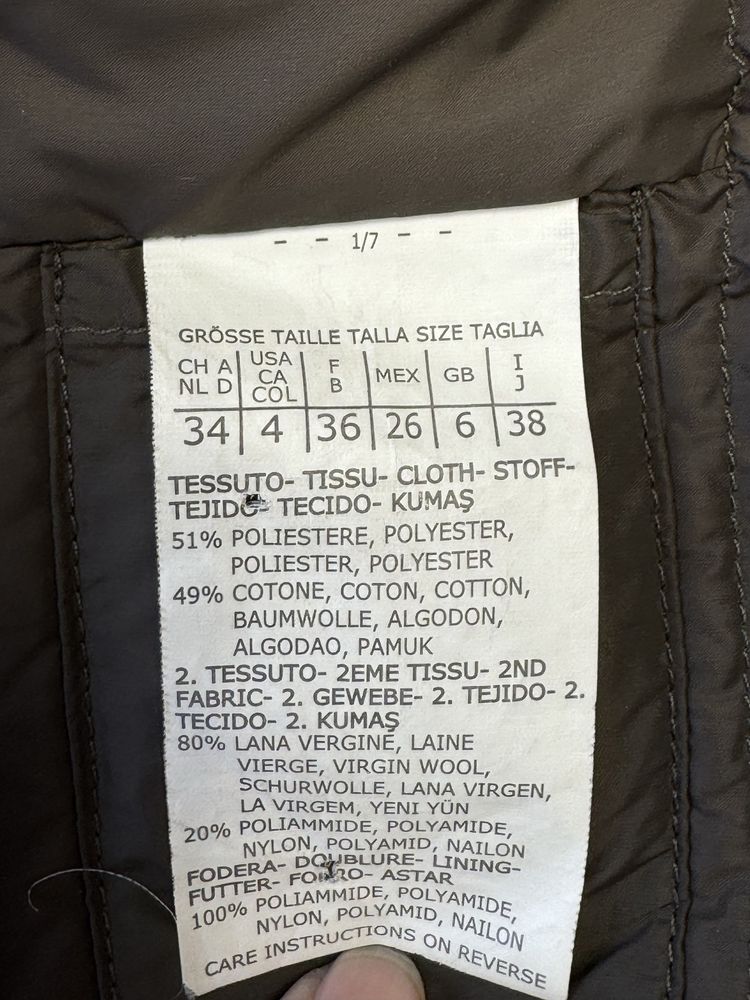 - - 1/7 - -
GRÖSSE TAILLE TALLA SIZE TAGLIA
CH A NL D | USA CA COL | F B | MEX | GB | I J
34 | 4 | 36 | 26 | 6 | 38
TESSUTO- TISSU- CLOTH- STOFF-
TEJIDO- TECIDO- KUMAŞ
51% POLIESTERE, POLYESTER,
POLIESTER, POLYESTER
49% COTONE, COTON, COTTON,
BAUMWOLLE, ALGODON,
ALGODAO, PAMUK
2. TESSUTO- 2EME TISSU- 2ND
FABRIC- 2. GEWEBE- 2. TEJIDO- 2.
TECIDO- 2. KUMAŞ
80% LANA VERGINE, LAINE
VIERGE, VIRGIN WOOL,
SCHURWOLLE, LANA VIRGEN,
LA VIRGEM, YENI YÜN
20% POLIAMMIDE, POLYAMIDE,
NYLON, POLYAMID, NAILON
FODERA- DOUBLURE- LINING-
FUTTER- FORRO- ASTAR
100% POLIAMMIDE, POLYAMIDE,
NYLON, POLYAMID, NAILON
CARE INSTRUCTIONS ON REVERSE